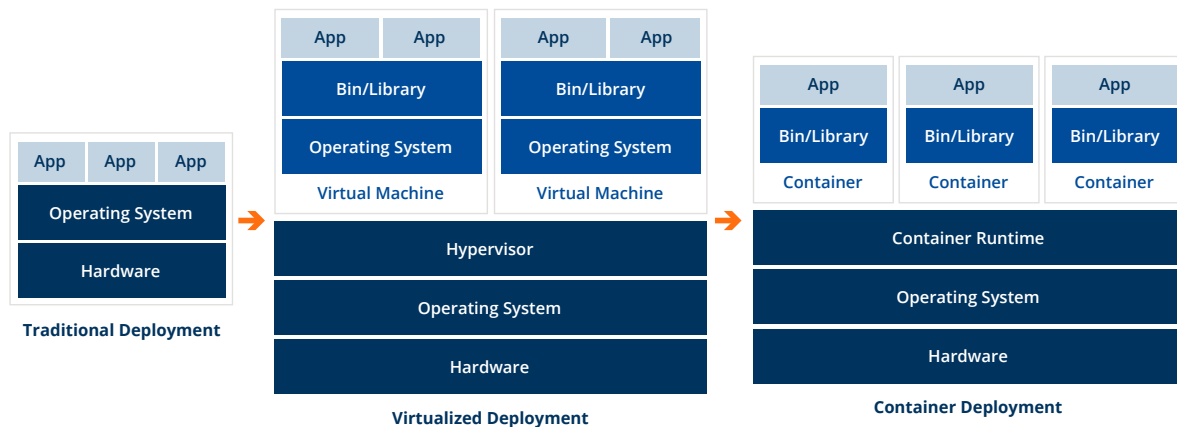 App App App
Operating System
Hardware
Traditional Deployment
App App
Bin/Library
Operating System
Virtual Machine
App App
Bin/Library
Operating System
Virtual Machine
Hypervisor
Operating System
Hardware
Virtualized Deployment
App
Bin/Library
Container
App
Bin/Library
Container
App
Bin/Library
Container
Container Runtime
Operating System
Hardware
Container Deployment